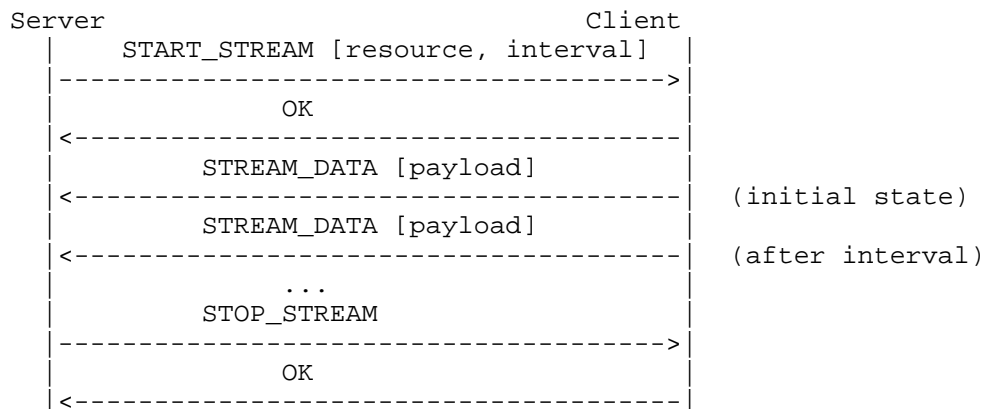 Server Client
START_STREAM [resource, interval]
|------------------------------------->|
OK
|<-------------------------------------|
STREAM_DATA [payload]
|<-------------------------------------| (initial state)
STREAM_DATA [payload]
|<-------------------------------------| (after interval)
...
STOP_STREAM
|------------------------------------->|
OK
|<-------------------------------------|